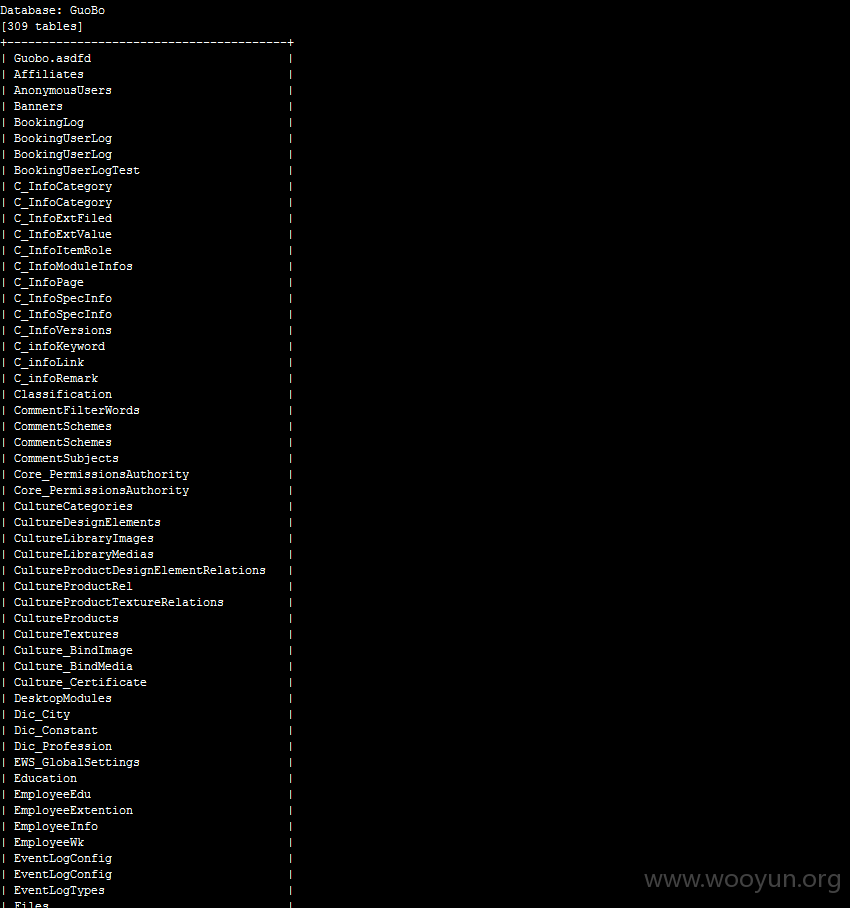 Database: GuoBo
[309 tables]
+----------------------------------------+
| Guobo.asdfd |
| Affiliates |
| AnonymousUsers |
| Banners |
| BookingLog |
| BookingUserLog |
| BookingUserLog |
| BookingUserLogTest |
| C_InfoCategory |
| C_InfoCategory |
| C_InfoExtFiled |
| C_InfoExtValue |
| C_InfoItemRole |
| C_InfoModuleInfos |
| C_InfoPage |
| C_InfoSpecInfo |
| C_InfoSpecInfo |
| C_InfoVersions |
| C_infoKeyword |
| C_infoLink |
| C_infoRemark |
| Classification |
| CommentFilterWords |
| CommentSchemes |
| CommentSchemes |
| CommentSubjects |
| Core_PermissionsAuthority |
| Core_PermissionsAuthority |
| CultureCategories |
| CultureDesignElements |
| CultureLibraryImages |
| CultureLibraryMedias |
| CultureProductDesignElementRelations |
| CultureProductRel |
| CultureProductTextureRelations |
| CultureProducts |
| CultureTextures |
| Culture_BindImage |
| Culture_BindMedia |
| Culture_Certificate |
| DesktopModules |
| Dic_City |
| Dic_Constant |
| Dic_Profession |
| EWS_GlobalSettings |
| Education |
| EmployeeEdu |
| EmployeeExtention |
| EmployeeInfo |
| EmployeeWk |
| EventLogConfig |
| EventLogConfig |
| EventLogTypes |
| Files |
www.wooyun.org